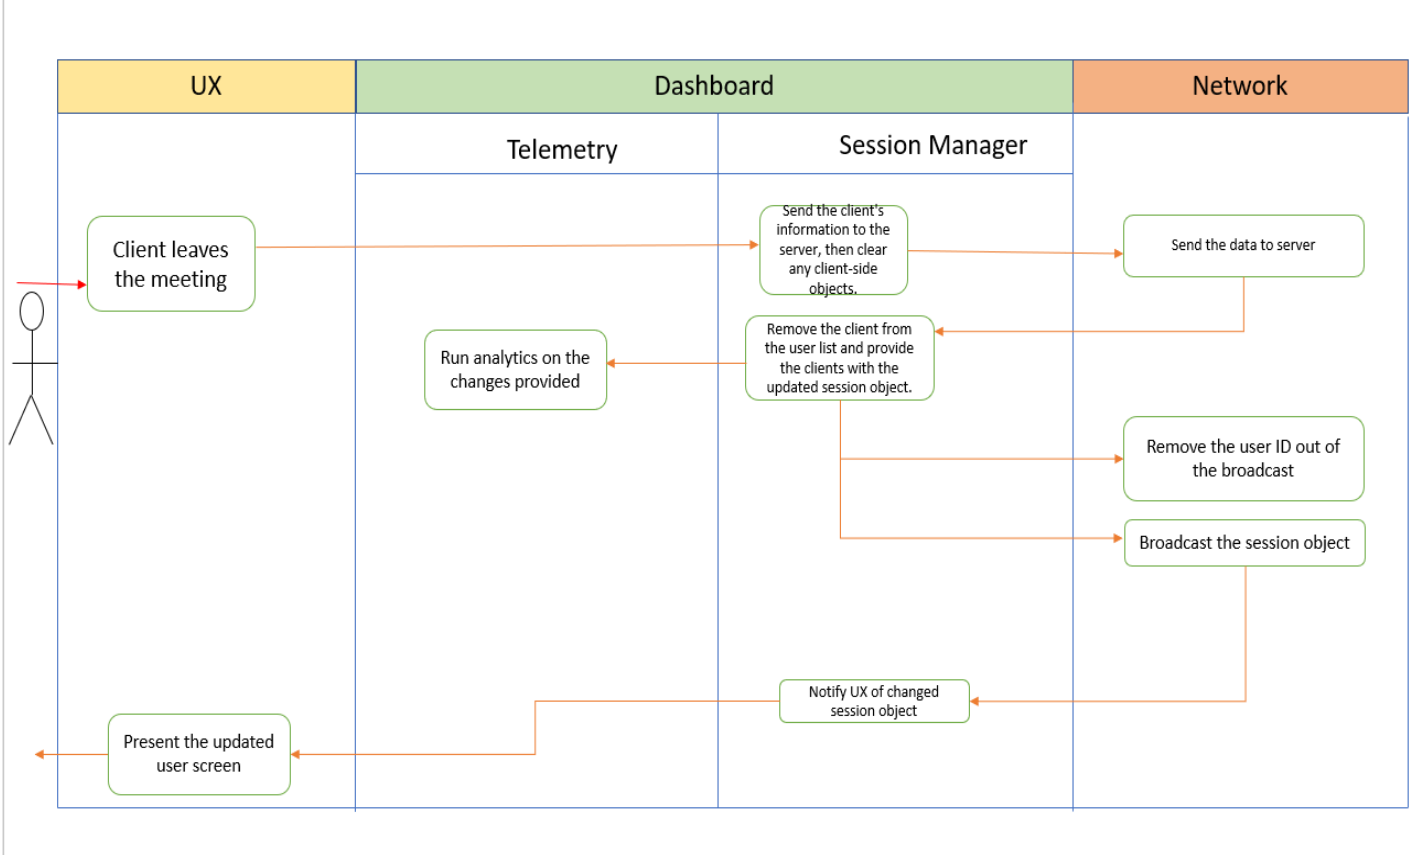 UX
Dashboard
Network
Telemetry
Session Manager
Client leaves
the meeting
Send the client's
information to the
server, then clear
any client-side
objects.
Send the data to server
Remove the client from
the user list and provide
the clients with the
updated session object.
Run analytics on the
changes provided
Remove the user ID out of
the broadcast
Broadcast the session object
Notify UX of changed
session object
Present the updated
user screen